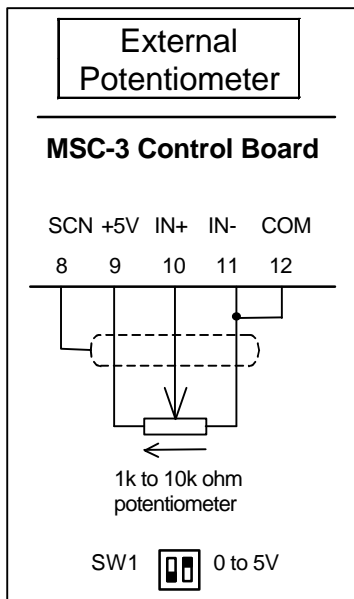 External
Potentiometer
MSC-3 Control Board
SCN +5V IN+ IN- COM
8 9 10 11 12
1k to 10k ohm
potentiometer
SW1 0 to 5V